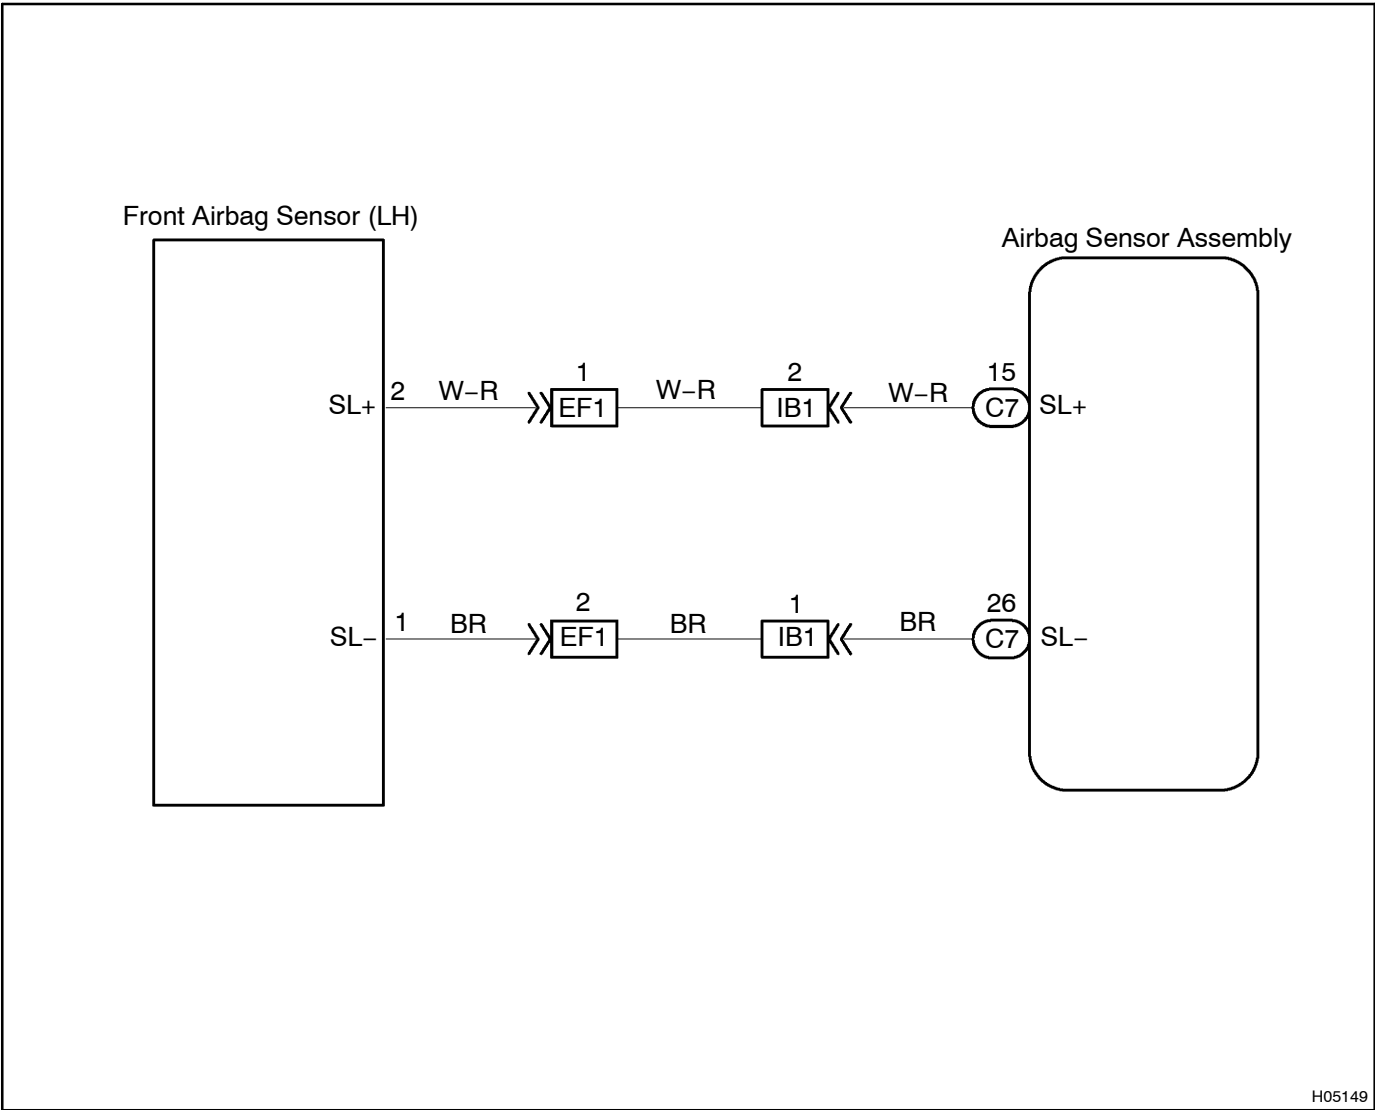 Front Airbag Sensor (LH)
Airbag Sensor Assembly
SL+ 2 W–R 1 EF1 W–R 2 IB1 W–R 15 C7 SL+
SL– 1 BR 2 EF1 BR 1 IB1 BR 26 C7 SL–
H05149